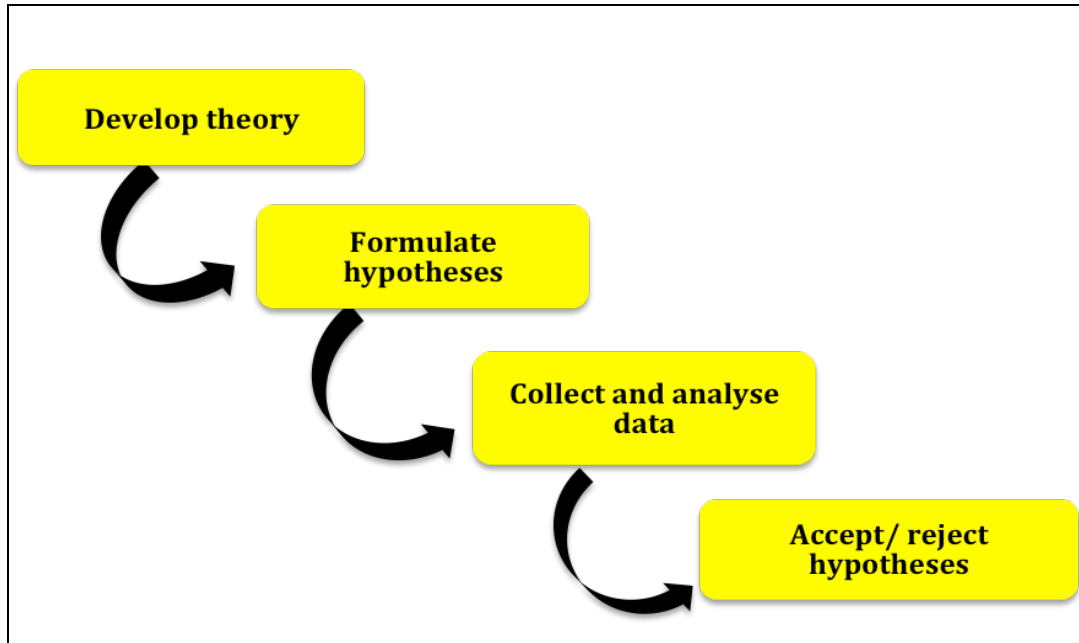 Develop theory
Formulate
hypotheses
Collect and analyse
data
Accept/ reject
hypotheses